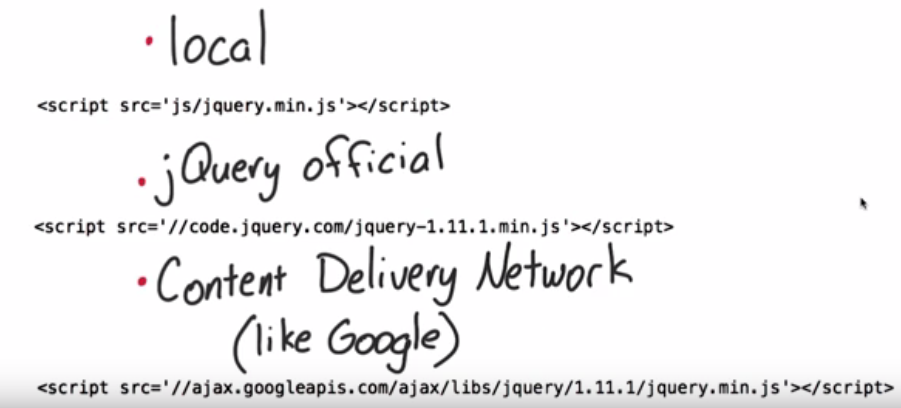 • local
<script src='js/jquery.min.js'></script>
• jQuery official
<script src='//code.jquery.com/jquery-1.11.1.min.js'></script>
• Content Delivery Network
(like Google)
<script src='//ajax.googleapis.com/ajax/libs/jquery/1.11.1/jquery.min.js'></script>